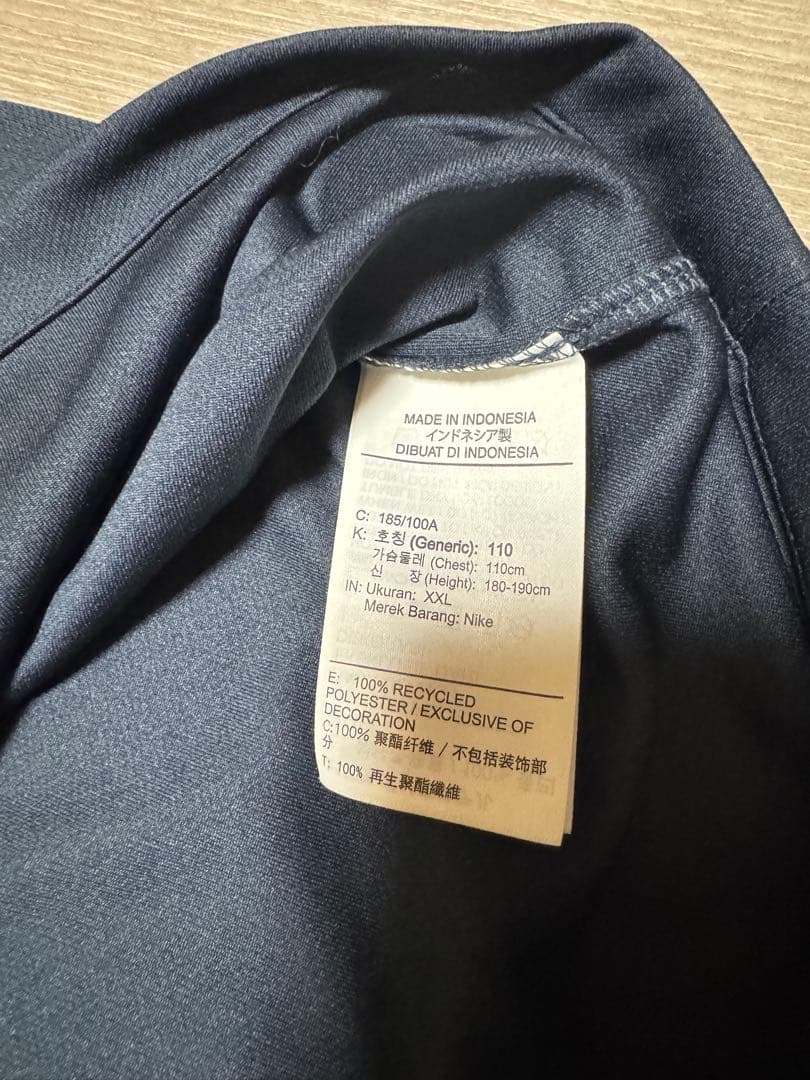 MADE IN INDONESIA
インドネシア製
DIBUAT DI INDONESIA
C: 185/100A
K: 호칭 (Generic): 110
가슴둘레 (Chest): 110cm
신 장 (Height): 180-190cm
IN: Ukuran: XXL
Merek Barang: Nike
E: 100% RECYCLED
POLYESTER / EXCLUSIVE OF
DECORATION
C:100% 聚酯纤维 / 不包括装饰部
分
T: 100% 再生聚酯纖維